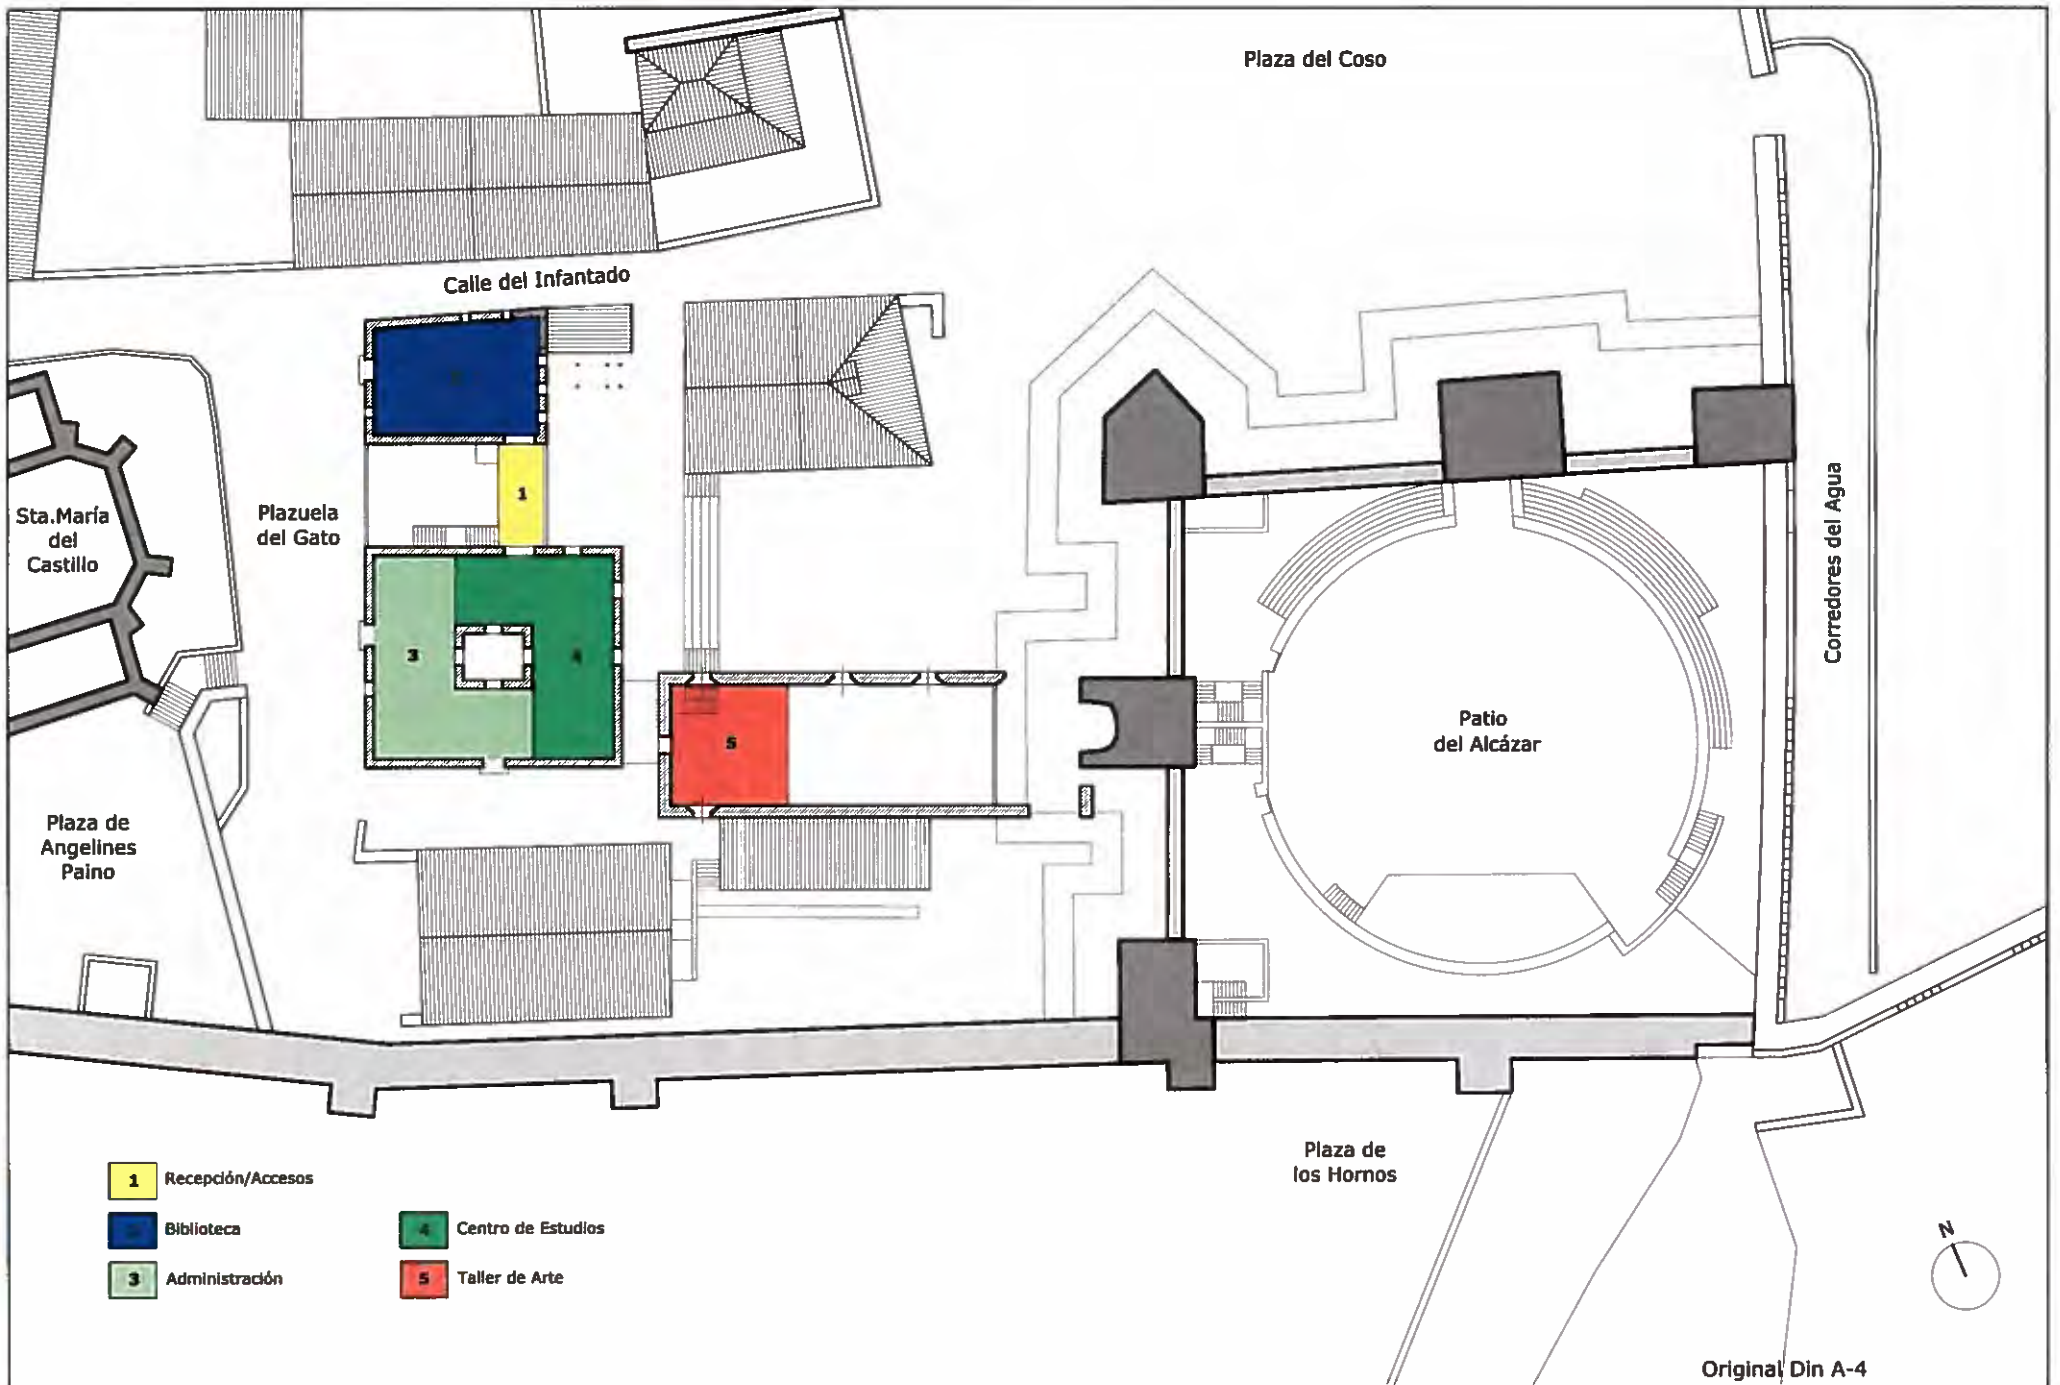 Plaza del Coso
Calle del Infantado
Sta.María
del
Castillo
Plazuela
del Gato
1
2
3
4
5
Corredores del Agua
Patio
del Alcázar
Plaza de
Angelines
Paino
Plaza de
los Hornos
1 Recepción/Accesos
2 Biblioteca
3 Administración
4 Centro de Estudios
5 Taller de Arte
N
Original Din A-4